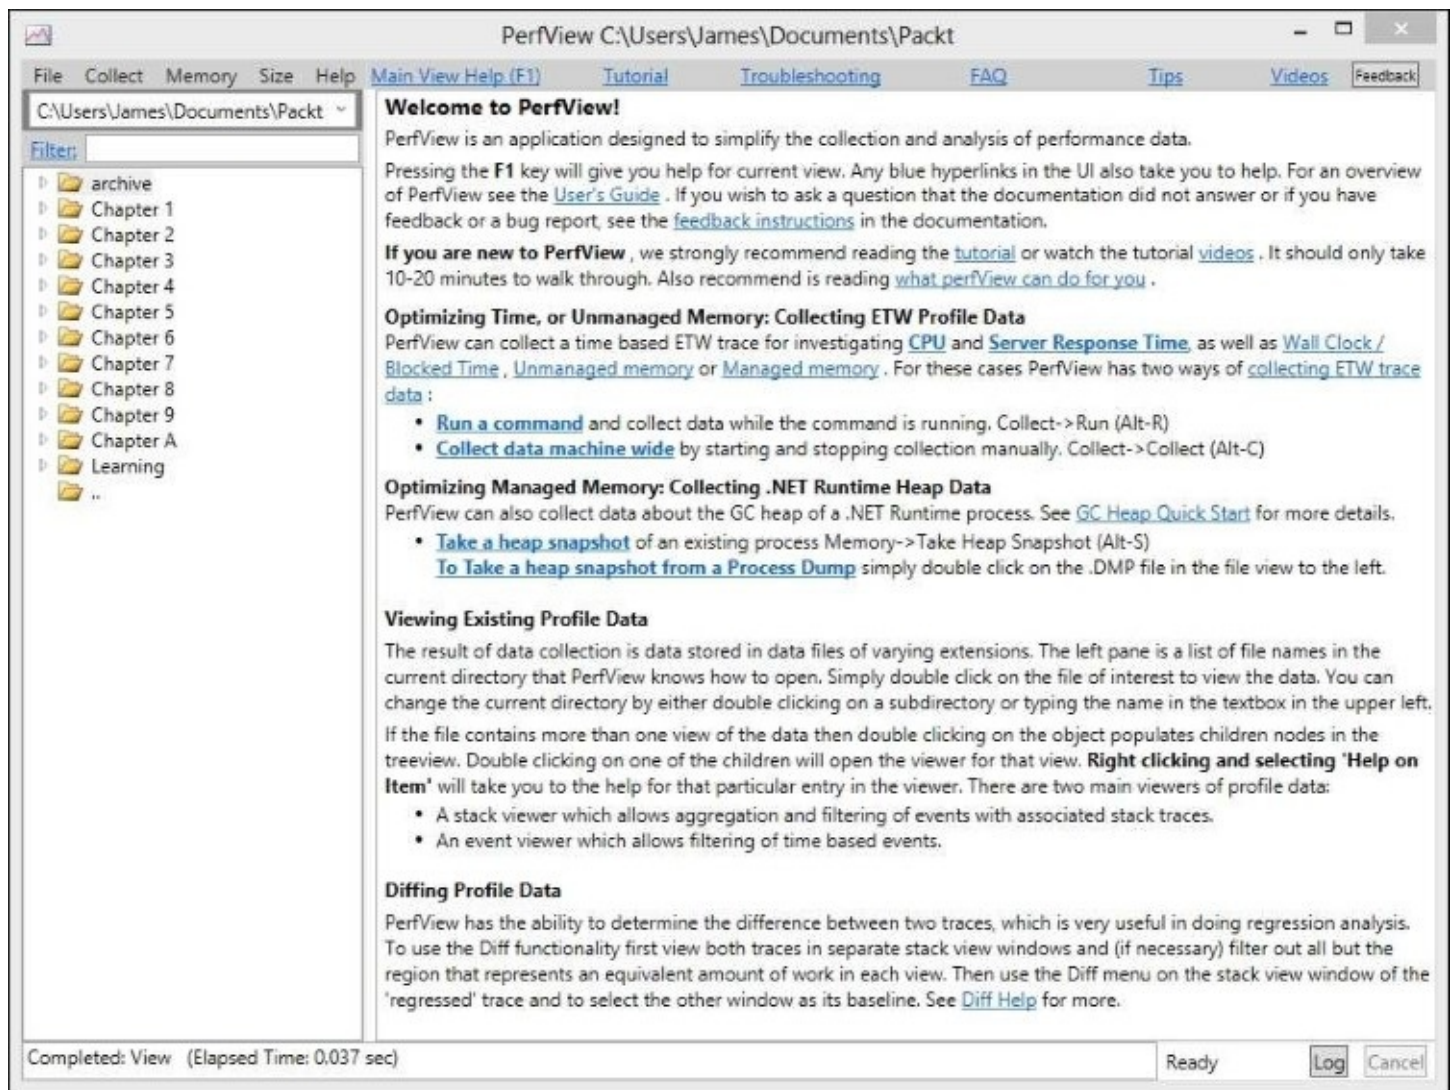 PerfView C:\Users\James\Documents\Packt
File Collect Memory Size Help Main View Help (F1) Tutorial Troubleshooting FAQ Tips Videos Feedback
C:\Users\James\Documents\Packt
Filter:
archive
Chapter 1
Chapter 2
Chapter 3
Chapter 4
Chapter 5
Chapter 6
Chapter 7
Chapter 8
Chapter 9
Chapter A
Learning
..
Welcome to PerfView!
PerfView is an application designed to simplify the collection and analysis of performance data.
Pressing the F1 key will give you help for current view. Any blue hyperlinks in the UI also take you to help. For an overview
of PerfView see the User's Guide . If you wish to ask a question that the documentation did not answer or if you have
feedback or a bug report, see the feedback instructions in the documentation.
If you are new to PerfView , we strongly recommend reading the tutorial or watch the tutorial videos . It should only take
10-20 minutes to walk through. Also recommend is reading what perfView can do for you .
Optimizing Time, or Unmanaged Memory: Collecting ETW Profile Data
PerfView can collect a time based ETW trace for investigating CPU and Server Response Time, as well as Wall Clock /
Blocked Time , Unmanaged memory or Managed memory . For these cases PerfView has two ways of collecting ETW trace
data :
• Run a command and collect data while the command is running. Collect->Run (Alt-R)
• Collect data machine wide by starting and stopping collection manually. Collect->Collect (Alt-C)
Optimizing Managed Memory: Collecting .NET Runtime Heap Data
PerfView can also collect data about the GC heap of a .NET Runtime process. See GC Heap Quick Start for more details.
• Take a heap snapshot of an existing process Memory->Take Heap Snapshot (Alt-S)
To Take a heap snapshot from a Process Dump simply double click on the .DMP file in the file view to the left.
Viewing Existing Profile Data
The result of data collection is data stored in data files of varying extensions. The left pane is a list of file names in the
current directory that PerfView knows how to open. Simply double click on the file of interest to view the data. You can
change the current directory by either double clicking on a subdirectory or typing the name in the textbox in the upper left.
If the file contains more than one view of the data then double clicking on the object populates children nodes in the
treeview. Double clicking on one of the children will open the viewer for that view. Right clicking and selecting 'Help on
Item' will take you to the help for that particular entry in the viewer. There are two main viewers of profile data:
• A stack viewer which allows aggregation and filtering of events with associated stack traces.
• An event viewer which allows filtering of time based events.
Diffing Profile Data
PerfView has the ability to determine the difference between two traces, which is very useful in doing regression analysis.
To use the Diff functionality first view both traces in separate stack view windows and (if necessary) filter out all but the
region that represents an equivalent amount of work in each view. Then use the Diff menu on the stack view window of the
'regressed' trace and to select the other window as its baseline. See Diff Help for more.
Completed: View (Elapsed Time: 0.037 sec) Ready Log Cancel